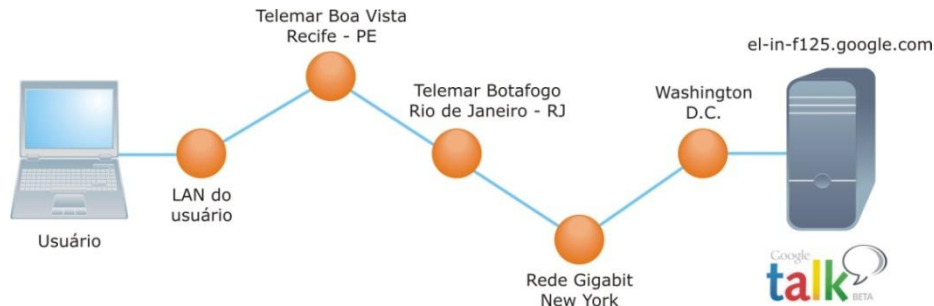 Telemar Boa Vista
Recife - PE
el-in-f125.google.com
Telemar Botafogo
Rio de Janeiro - RJ
Washington
D.C.
LAN do
usuário
Usuário
Rede Gigabit
New York
Google
talk
BETA